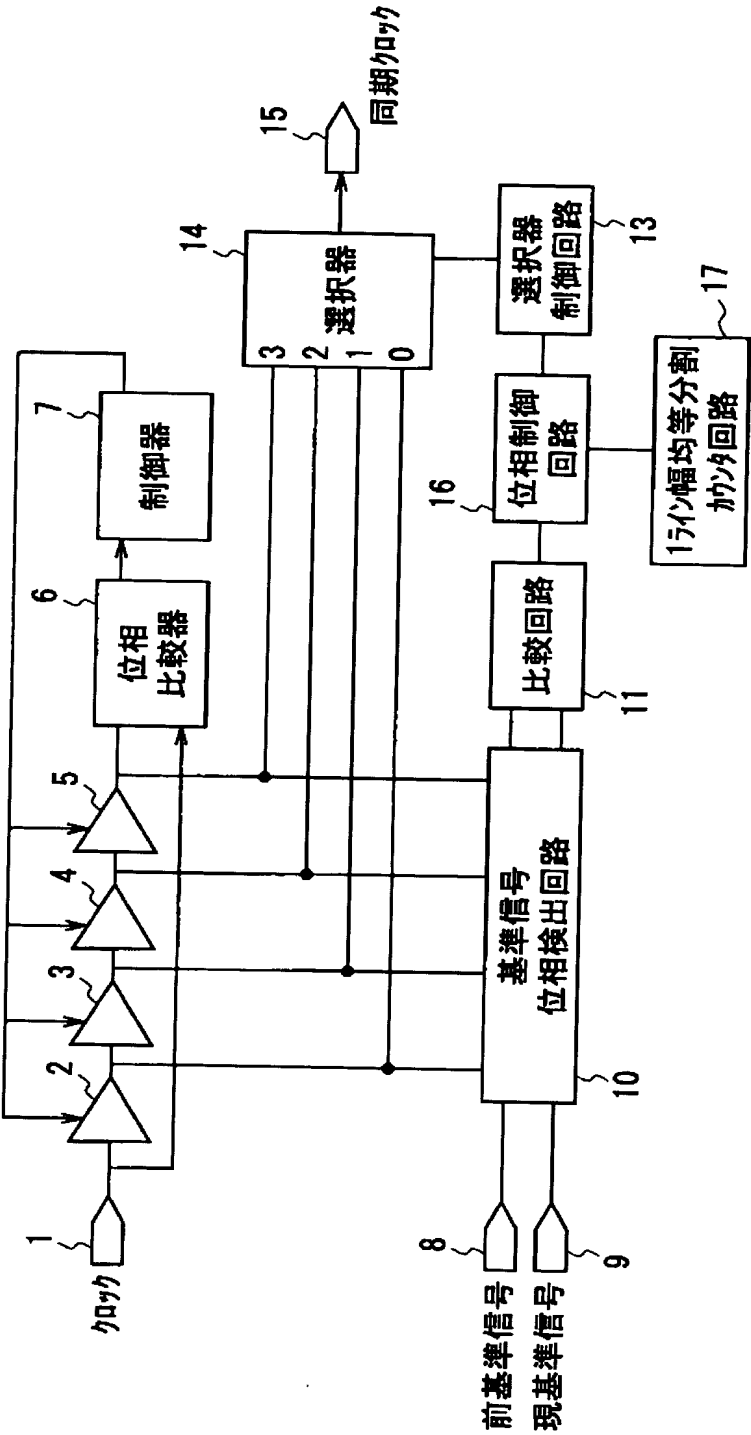 1
クロック
2
3
4
5
6
位相
比較器
7
制御器
14
選択器
3
2
1
0
15
同期クロック
8
前基準信号
9
現基準信号
10
基準信号
位相検出回路
11
比較回路
16
位相制御
回路
13
選択器
制御回路
17
1ライン幅均等分割
カウンタ回路